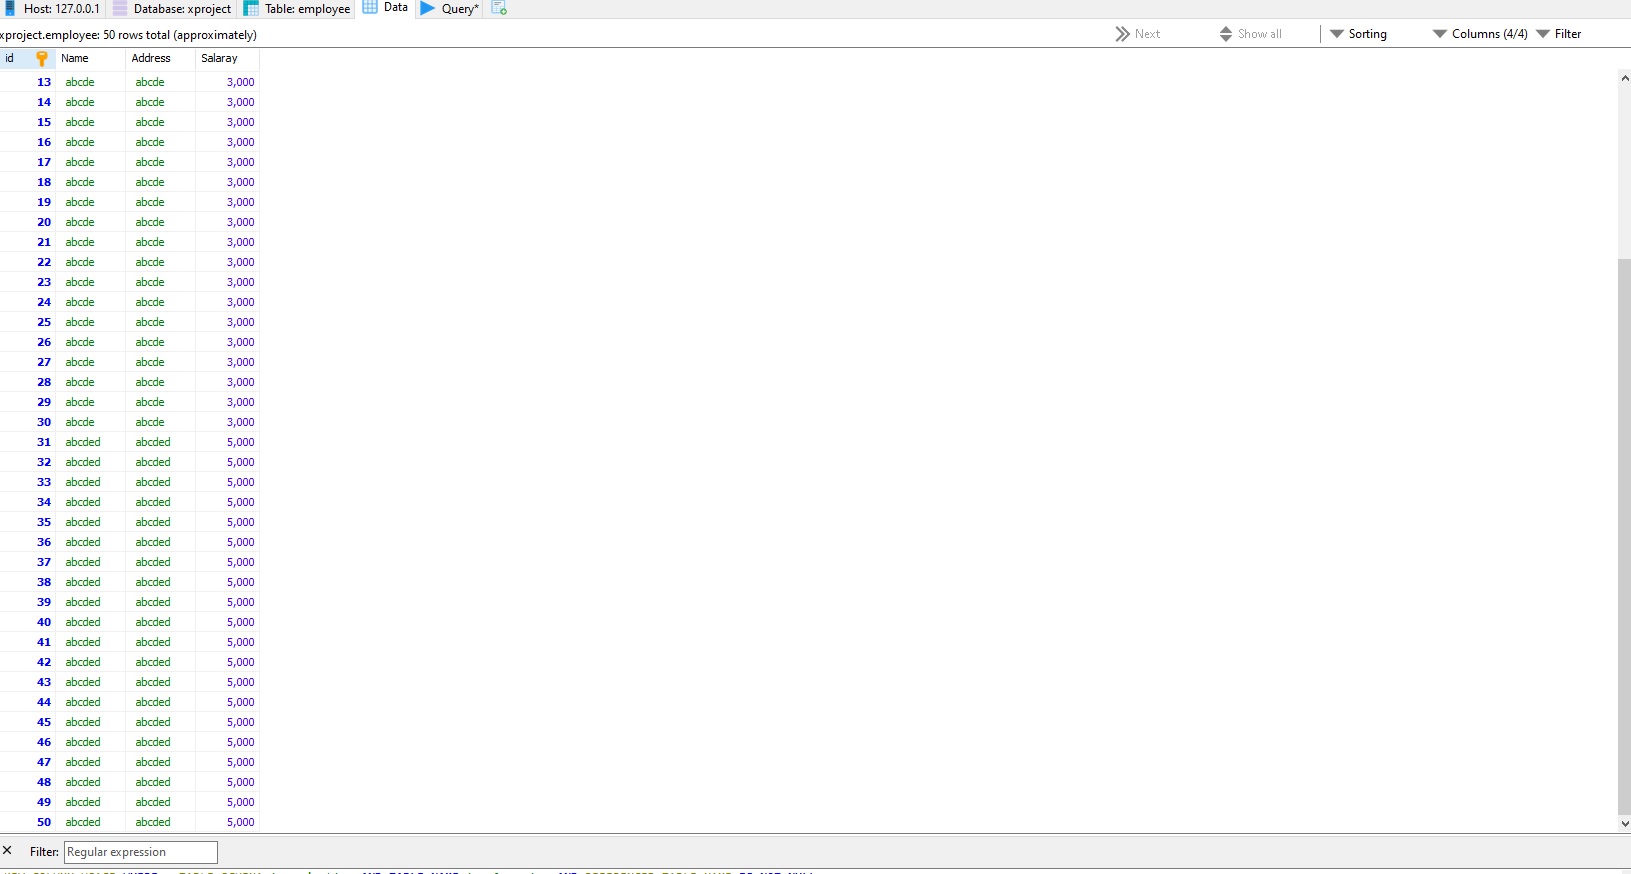 Host: 127.0.0.1 Database: xproject Table: employee Data Query*
xproject.employee: 50 rows total (approximately) Next Show all Sorting Columns (4/4) Filter
id Name Address Salaray
13 abcde abcde 3,000
14 abcde abcde 3,000
15 abcde abcde 3,000
16 abcde abcde 3,000
17 abcde abcde 3,000
18 abcde abcde 3,000
19 abcde abcde 3,000
20 abcde abcde 3,000
21 abcde abcde 3,000
22 abcde abcde 3,000
23 abcde abcde 3,000
24 abcde abcde 3,000
25 abcde abcde 3,000
26 abcde abcde 3,000
27 abcde abcde 3,000
28 abcde abcde 3,000
29 abcde abcde 3,000
30 abcde abcde 3,000
31 abcded abcded 5,000
32 abcded abcded 5,000
33 abcded abcded 5,000
34 abcded abcded 5,000
35 abcded abcded 5,000
36 abcded abcded 5,000
37 abcded abcded 5,000
38 abcded abcded 5,000
39 abcded abcded 5,000
40 abcded abcded 5,000
41 abcded abcded 5,000
42 abcded abcded 5,000
43 abcded abcded 5,000
44 abcded abcded 5,000
45 abcded abcded 5,000
46 abcded abcded 5,000
47 abcded abcded 5,000
48 abcded abcded 5,000
49 abcded abcded 5,000
50 abcded abcded 5,000
Filter: Regular expression